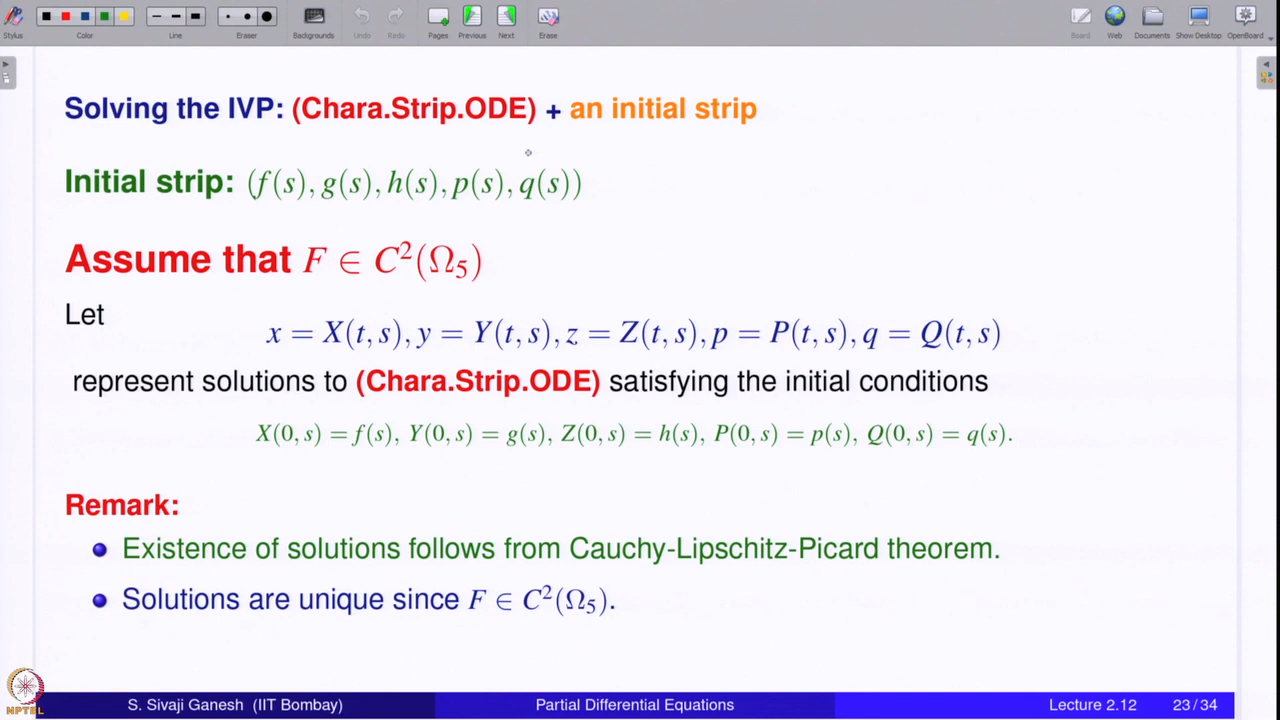 Stylus Color Line Eraser Backgrounds Undo Redo Pages Previous Next Erase Board Web Documents Show Desktop OpenBoard
Solving the IVP: (Chara.Strip.ODE) + an initial strip
Initial strip: (f(s), g(s), h(s), p(s), q(s))
Assume that F ∈ C²(Ω₅)
Let
x = X(t, s), y = Y(t, s), z = Z(t, s), p = P(t, s), q = Q(t, s)
represent solutions to (Chara.Strip.ODE) satisfying the initial conditions
X(0, s) = f(s), Y(0, s) = g(s), Z(0, s) = h(s), P(0, s) = p(s), Q(0, s) = q(s).
Remark:
Existence of solutions follows from Cauchy-Lipschitz-Picard theorem.
Solutions are unique since F ∈ C²(Ω₅).
NPTEL
S. Sivaji Ganesh (IIT Bombay) Partial Differential Equations Lecture 2.12 23 / 34